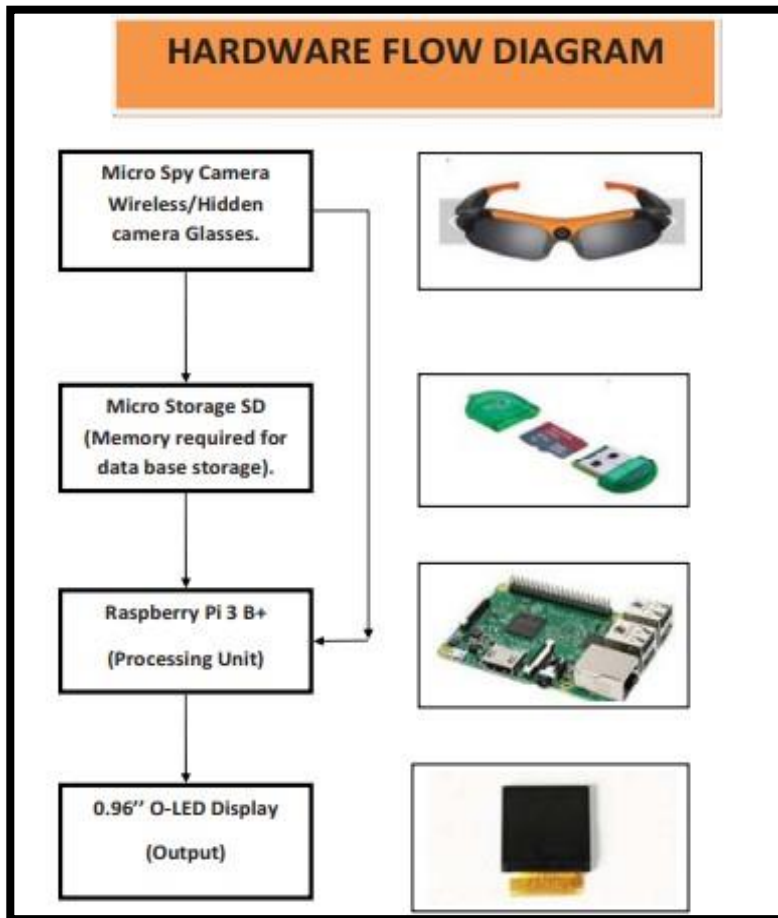 HARDWARE FLOW DIAGRAM
Micro Spy Camera
Wireless/Hidden
camera Glasses.
Micro Storage SD
(Memory required for
data base storage).
Raspberry Pi 3 B+
(Processing Unit)
0.96’’ O-LED Display
(Output)